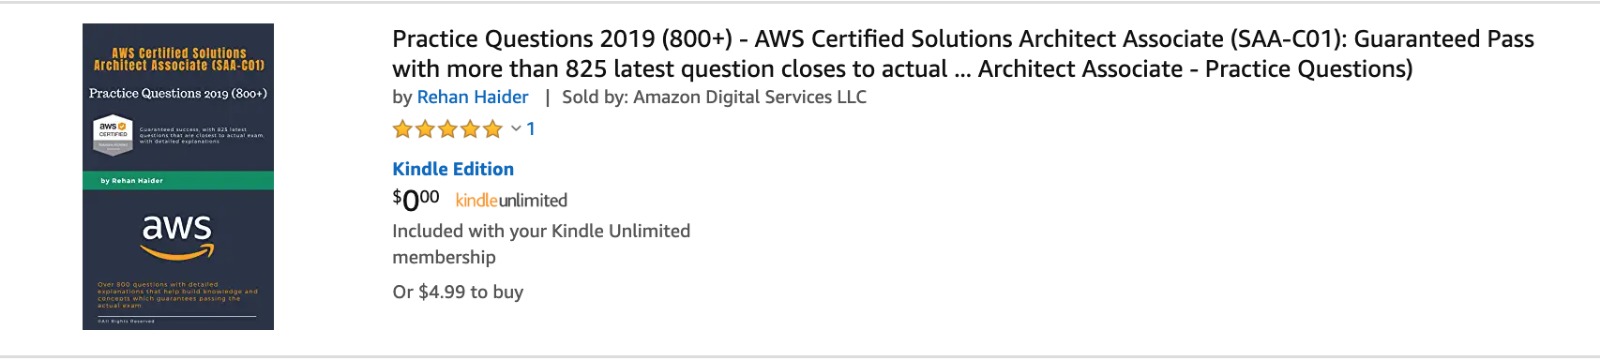 AWS Certified Solutions
Architect Associate (SAA-C01)
Practice Questions 2019 (800+)
aws
CERTIFIED
Guaranteed success, with 825 latest
questions that are closest to actual exam,
with detailed explanations
by Rehan Haider
aws
Over 800 questions with detailed
explanations that help build knowledge and
concepts which guarantees passing the
actual exam
©All Rights Reserved
Practice Questions 2019 (800+) - AWS Certified Solutions Architect Associate (SAA-C01): Guaranteed Pass
with more than 825 latest question closes to actual ... Architect Associate - Practice Questions)
by Rehan Haider | Sold by: Amazon Digital Services LLC
1
Kindle Edition
$000 kindleunlimited
Included with your Kindle Unlimited
membership
Or $4.99 to buy